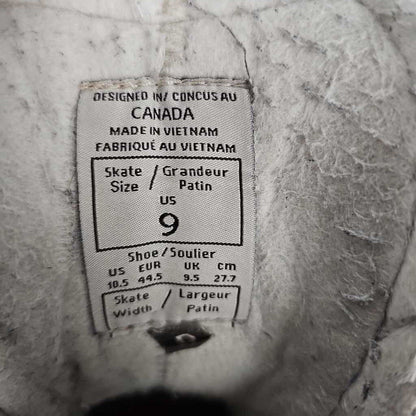 DESIGNED IN/ CONCUS AU
CANADA
MADE IN VIETNAM
FABRIQUÉ AU VIETNAM
Skate Size / Grandeur Patin
US
9
Shoe/Soulier
US EUR UK cm
10.5 44.5 9.5 27.7
Skate Width / Largeur Patin